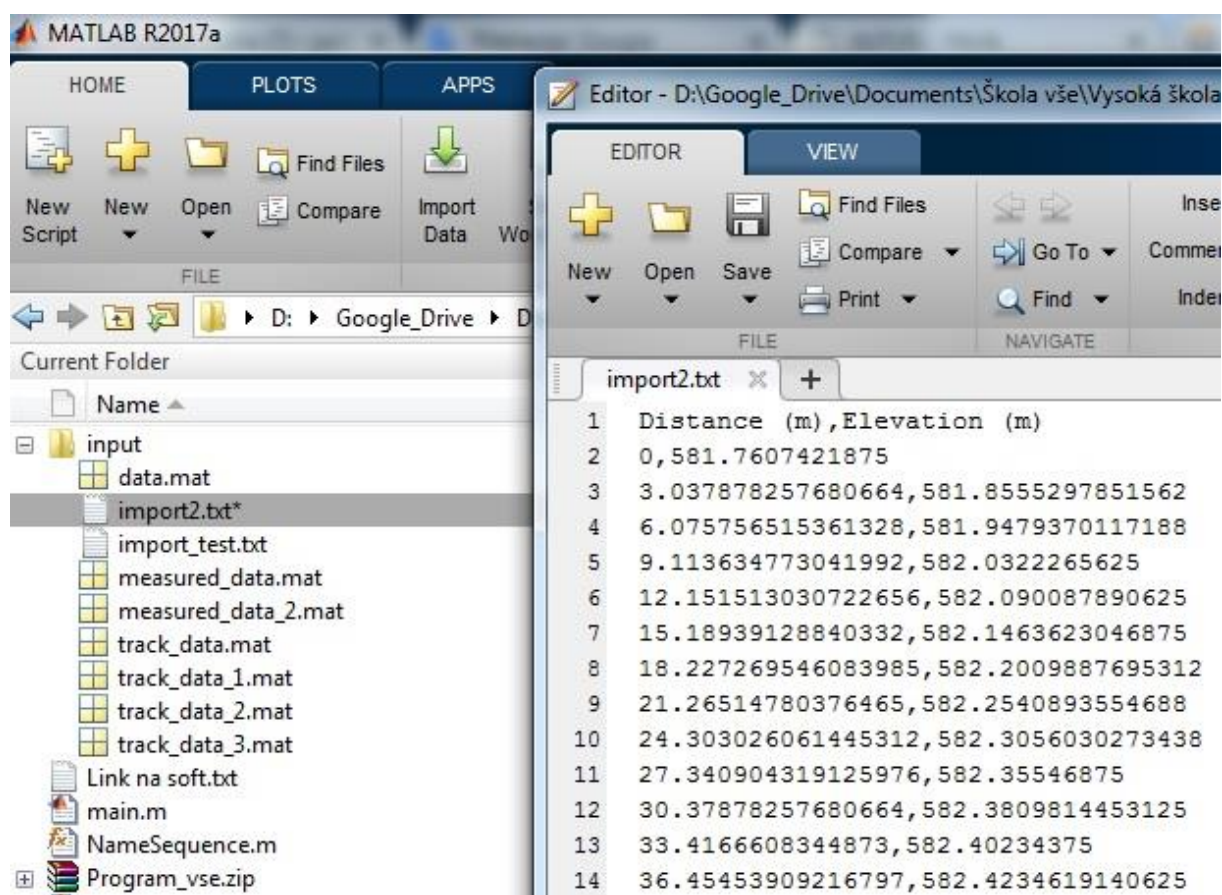 MATLAB R2017a
HOME PLOTS APPS
New Script
New
Open
Find Files
Compare
Import Data
FILE
D: Google_Drive
Current Folder
Name
input
data.mat
import2.txt*
import_test.txt
measured_data.mat
measured_data_2.mat
track_data.mat
track_data_1.mat
track_data_2.mat
track_data_3.mat
Link na soft.txt
main.m
NameSequence.m
Program_vse.zip
Editor - D:\Google_Drive\Documents\Škola vše\Vysoká škola
EDITOR VIEW
New
Open
Save
Find Files
Compare
Print
Go To
Find
FILE NAVIGATE
import2.txt
1 Distance (m),Elevation (m)
2 0,581.7607421875
3 3.037878257680664,581.8555297851562
4 6.075756515361328,581.9479370117188
5 9.113634773041992,582.0322265625
6 12.151513030722656,582.090087890625
7 15.18939128840332,582.1463623046875
8 18.227269546083985,582.2009887695312
9 21.26514780376465,582.2540893554688
10 24.303026061445312,582.3056030273438
11 27.340904319125976,582.35546875
12 30.37878257680664,582.3809814453125
13 33.4166608344873,582.40234375
14 36.45453909216797,582.4234619140625